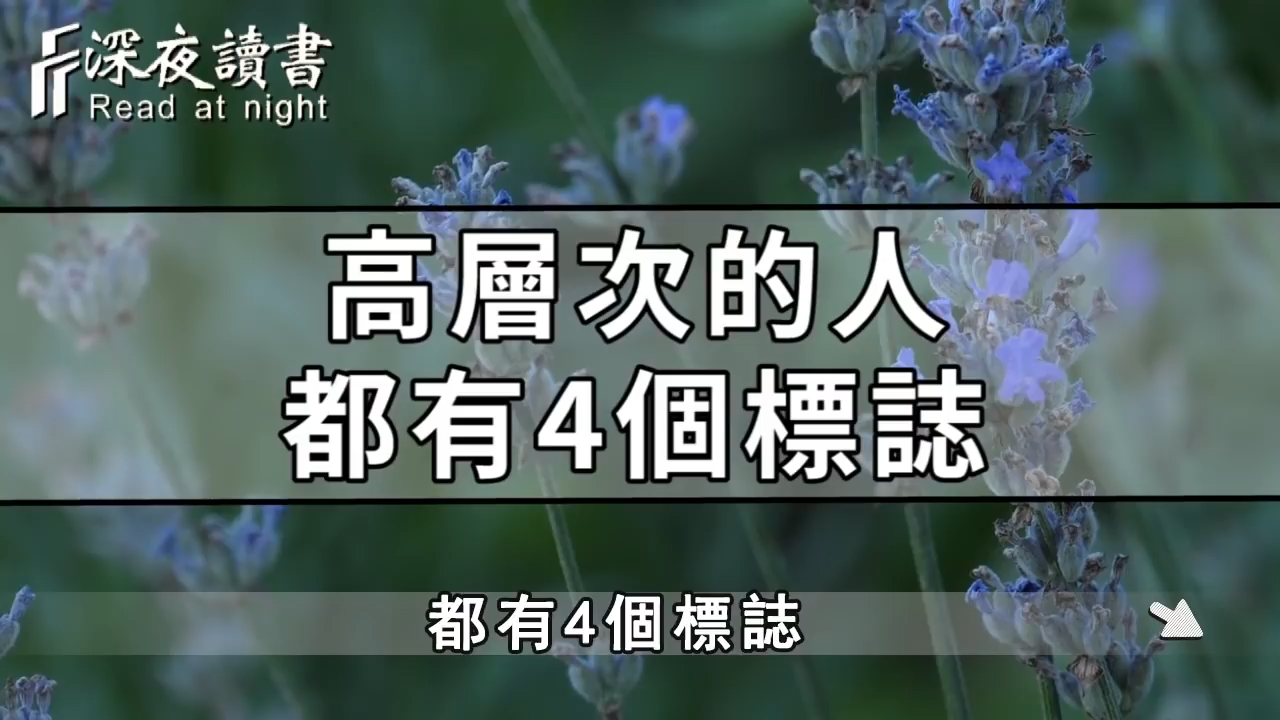 深夜讀書
Read at night
高層次的人
都有4個標誌
都有4個標誌